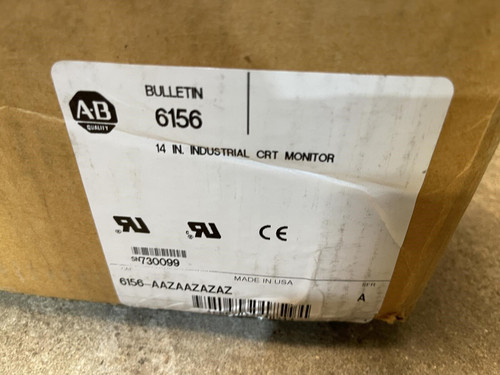 A-B
QUALITY
BULLETIN
6156
14 IN. INDUSTRIAL CRT MONITOR
CE
SN730099
MADE IN USA
6156-AAZAAZAZAZ
A